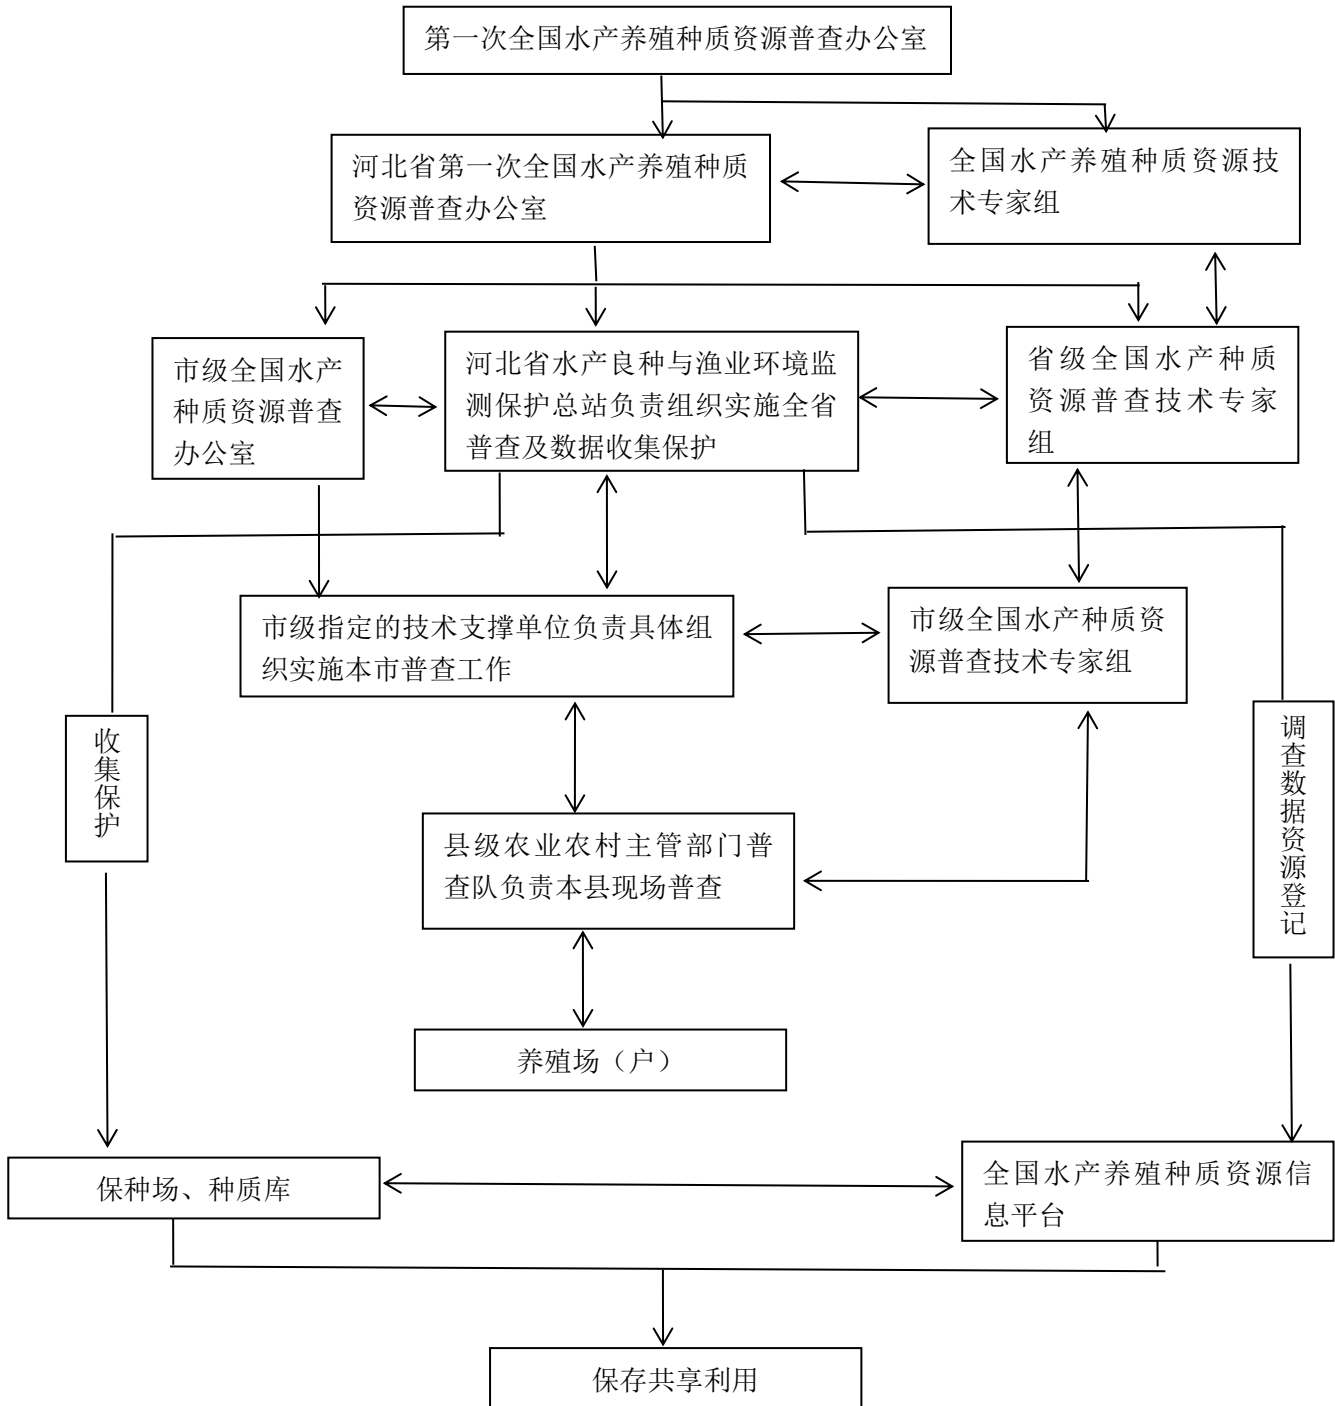 第一次全国水产养殖种质资源普查办公室
河北省第一次全国水产养殖种质
资源普查办公室
全国水产养殖种质资源技
术专家组
市级全国水产
种质资源普查
办公室
河北省水产良种与渔业环境监
测保护总站负责组织实施全省
普查及数据收集保护
省级全国水产种质
资源普查技术专家
组
市级指定的技术支撑单位负责具体组
织实施本市普查工作
市级全国水产种质资
源普查技术专家组
收集保护
调查数据资源登记
县级农业农村主管部门普
查队负责本县现场普查
养殖场（户）
保种场、种质库
全国水产养殖种质资源信
息平台
保存共享利用